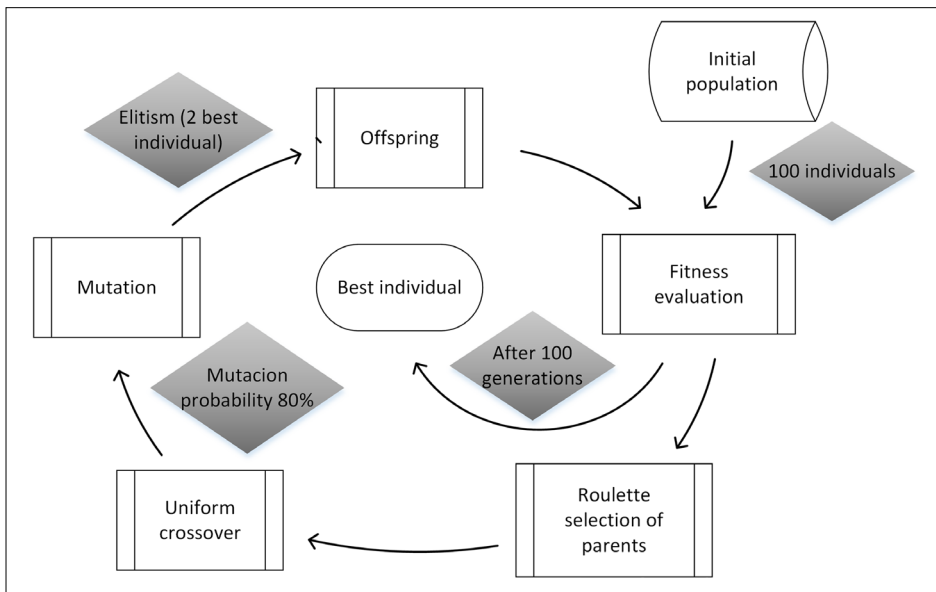 Initial
population
Elitism (2 best
individual)
Offspring
100 individuals
Mutation
Best individual
Fitness
evaluation
After 100
generations
Mutacion
probability 80%
Uniform
crossover
Roulette
selection of
parents